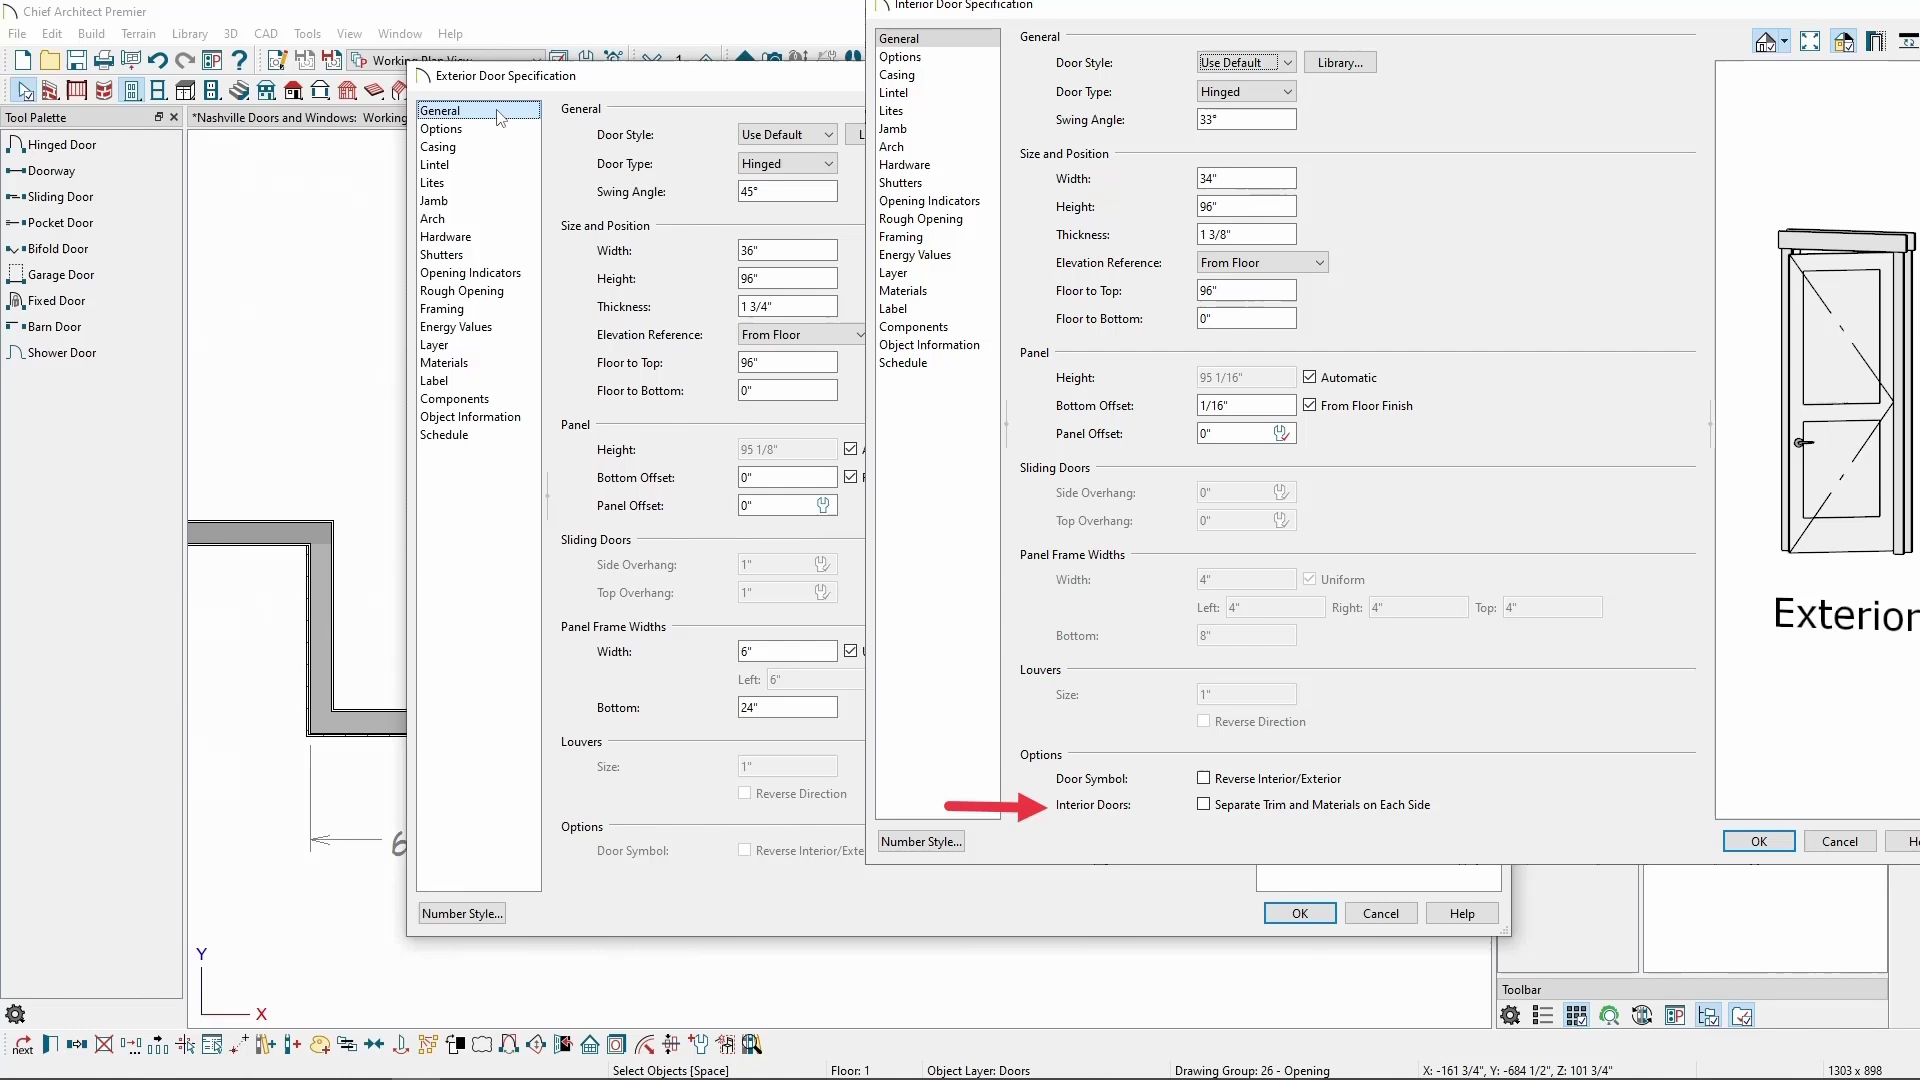 Chief Architect Premier
File Edit Build Terrain Library 3D CAD Tools View Window Help
Tool Palette
*Nashville Doors and Windows: Working
Hinged Door
Doorway
Sliding Door
Pocket Door
Bifold Door
Garage Door
Fixed Door
Barn Door
Shower Door
Exterior Door Specification
General
Options
Casing
Lintel
Lites
Jamb
Arch
Hardware
Shutters
Opening Indicators
Rough Opening
Framing
Energy Values
Layer
Materials
Label
Components
Object Information
Schedule
Number Style...
General
Door Style: Use Default
Door Type: Hinged
Swing Angle: 45°
Size and Position
Width: 36"
Height: 96"
Thickness: 1 3/4"
Elevation Reference: From Floor
Floor to Top: 96"
Floor to Bottom: 0"
Panel
Height: 95 1/8"
Bottom Offset: 0"
Panel Offset: 0"
Sliding Doors
Side Overhang: 1"
Top Overhang: 1"
Panel Frame Widths
Width: 6"
Left: 6"
Bottom: 24"
Louvers
Size: 1"
Reverse Direction
Options
Door Symbol: Reverse Interior/Exte
OK Cancel Help
Interior Door Specification
General
Options
Casing
Lintel
Lites
Jamb
Arch
Hardware
Shutters
Opening Indicators
Rough Opening
Framing
Energy Values
Layer
Materials
Label
Components
Object Information
Schedule
Number Style...
General
Door Style: Use Default Library...
Door Type: Hinged
Swing Angle: 33°
Size and Position
Width: 34"
Height: 96"
Thickness: 1 3/8"
Elevation Reference: From Floor
Floor to Top: 96"
Floor to Bottom: 0"
Panel
Height: 95 1/16" Automatic
Bottom Offset: 1/16" From Floor Finish
Panel Offset: 0"
Sliding Doors
Side Overhang: 0"
Top Overhang: 0"
Panel Frame Widths
Width: 4" Uniform
Left: 4" Right: 4" Top: 4"
Bottom: 8"
Louvers
Size: 1"
Reverse Direction
Options
Door Symbol: Reverse Interior/Exterior
Interior Doors: Separate Trim and Materials on Each Side
OK Cancel He
Exterior
6
Y
X
Toolbar
next
Select Objects [Space] Floor: 1 Object Layer: Doors Drawing Group: 26 - Opening X: -161 3/4", Y: -684 1/2", Z: 101 3/4" 1303 x 898